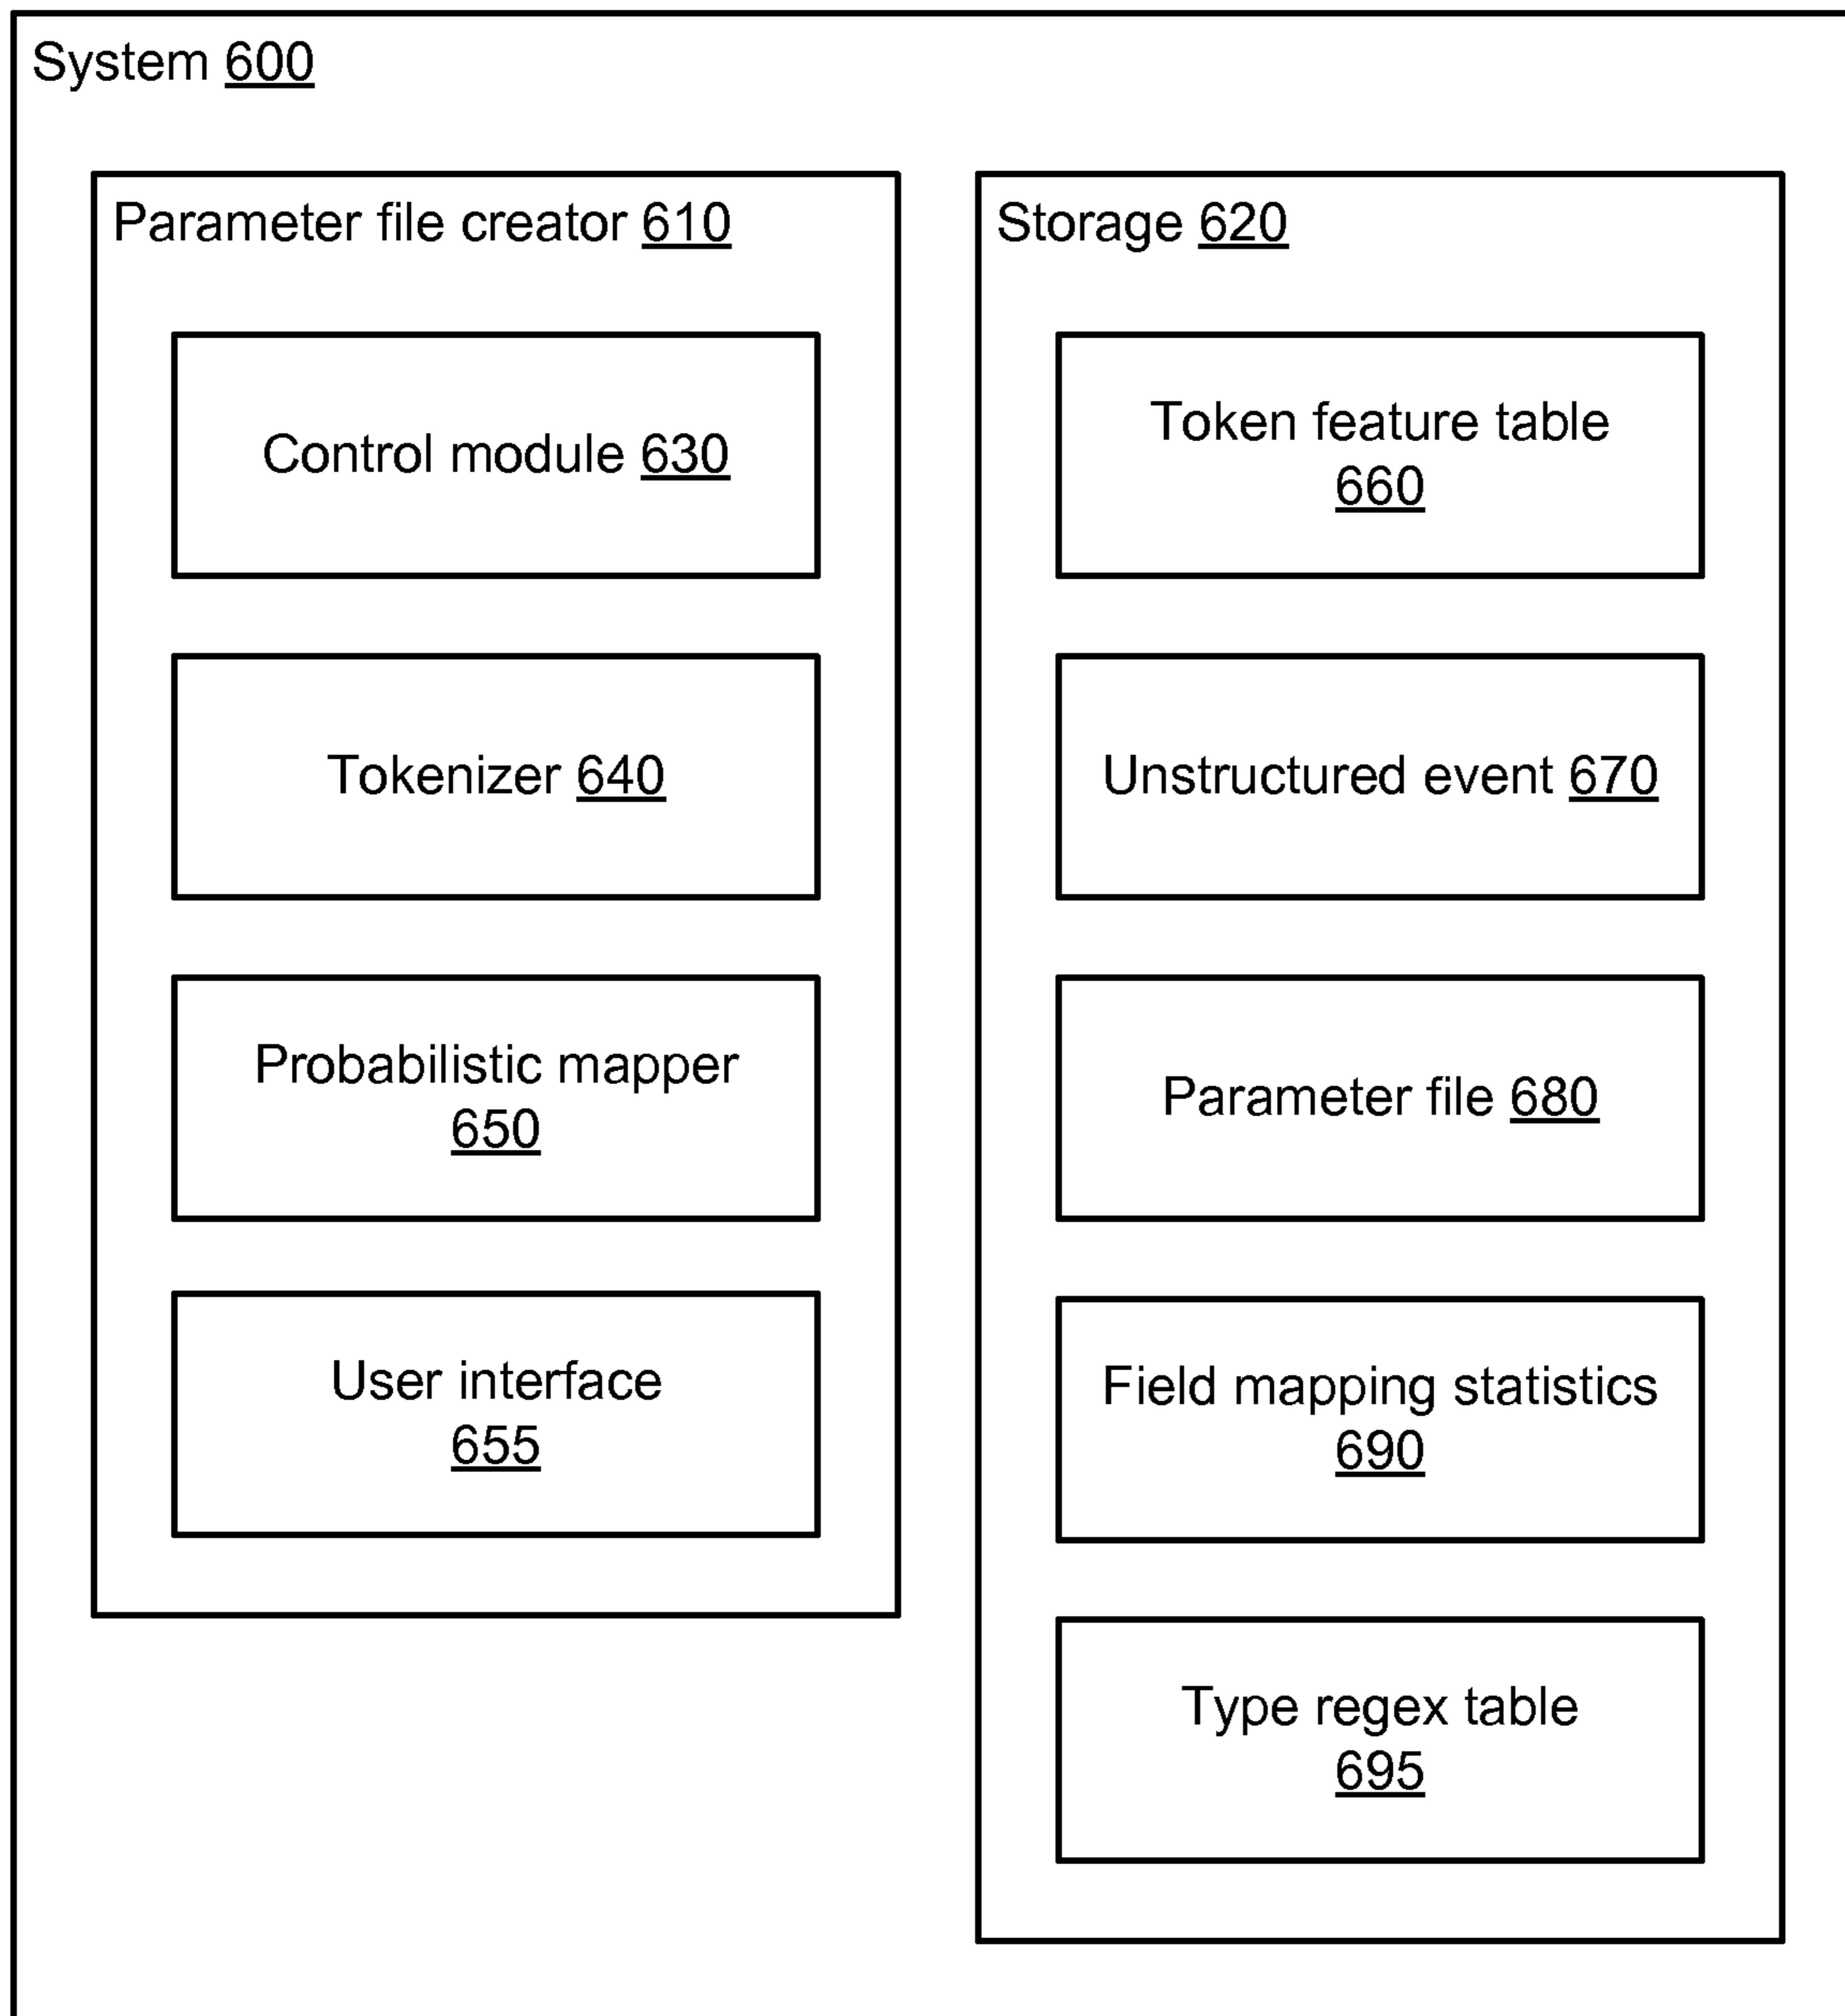 System 600
Parameter file creator 610
Control module 630
Tokenizer 640
Probabilistic mapper
650
User interface
655
Storage 620
Token feature table
660
Unstructured event 670
Parameter file 680
Field mapping statistics
690
Type regex table
695